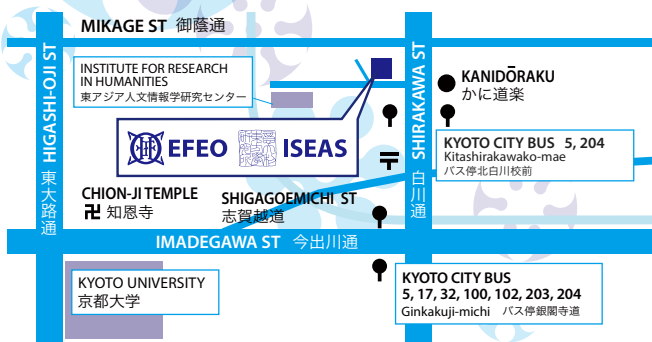 MIKAGE ST 御蔭通
HIGASHI-OJI ST 東大路通
INSTITUTE FOR RESEARCH
IN HUMANITIES
東アジア人文情報学研究センター
SHIRAKAWA ST 白川通
KANIDŌRAKU
かに道楽
EFEO ISEAS
KYOTO CITY BUS 5, 204
Kitashirakawako-mae
バス停北白川校前
CHION-JI TEMPLE
卍 知恩寺
SHIGAGOEMICHI ST
志賀越道
〒
IMADEGAWA ST 今出川通
KYOTO UNIVERSITY
京都大学
KYOTO CITY BUS
5, 17, 32, 100, 102, 203, 204
Ginkakuji-michi バス停銀閣寺道